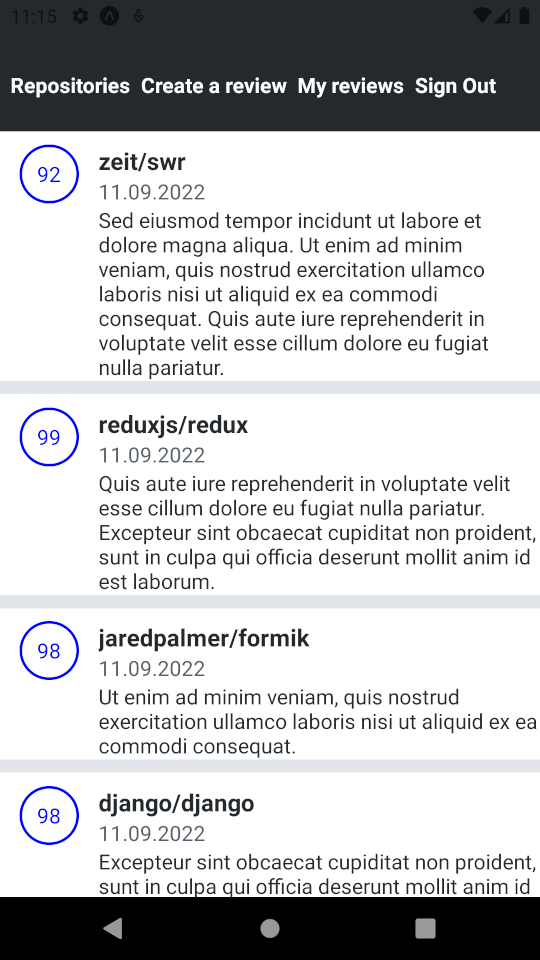 11:15
Repositories Create a review My reviews Sign Out
92
zeit/swr
11.09.2022
Sed eiusmod tempor incidunt ut labore et
dolore magna aliqua. Ut enim ad minim
veniam, quis nostrud exercitation ullamco
laboris nisi ut aliquid ex ea commodi
consequat. Quis aute iure reprehenderit in
voluptate velit esse cillum dolore eu fugiat
nulla pariatur.
99
reduxjs/redux
11.09.2022
Quis aute iure reprehenderit in voluptate velit
esse cillum dolore eu fugiat nulla pariatur.
Excepteur sint obcaecat cupiditat non proident,
sunt in culpa qui officia deserunt mollit anim id
est laborum.
98
jaredpalmer/formik
11.09.2022
Ut enim ad minim veniam, quis nostrud
exercitation ullamco laboris nisi ut aliquid ex ea
commodi consequat.
98
django/django
11.09.2022
Excepteur sint obcaecat cupiditat non proident,
sunt in culpa qui officia deserunt mollit anim id